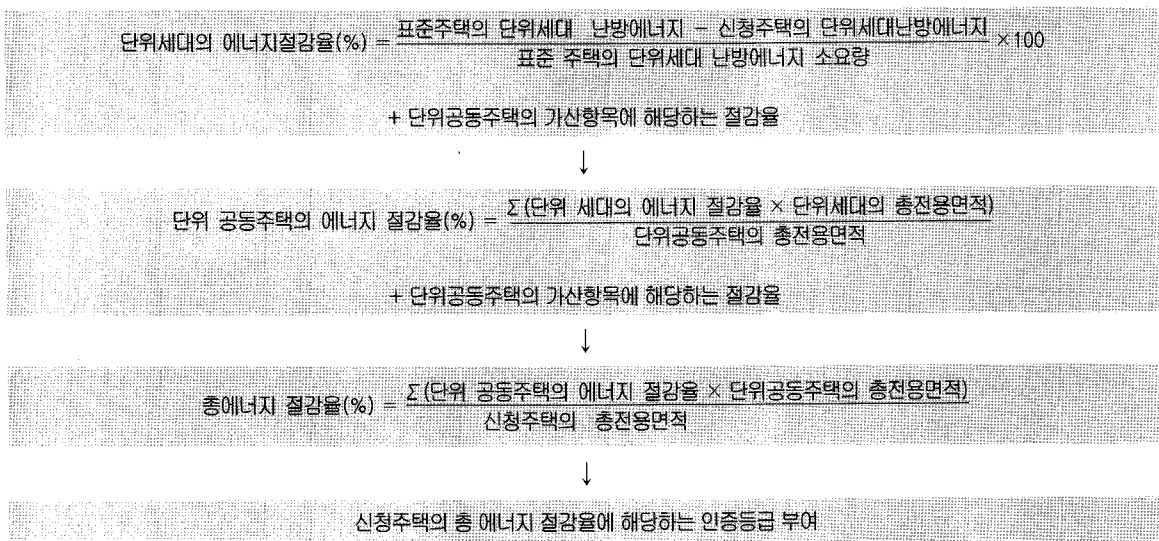 단위세대의 에너지절감율(%) = 표준주택의 단위세대 난방에너지 - 신청주택의 단위세대난방에너지 ×100
표준 주택의 단위세대 난방에너지 소요량
+ 단위공동주택의 가산항목에 해당하는 절감율
↓
단위 공동주택의 에너지 절감율(%) = Σ(단위 세대의 에너지 절감율 × 단위세대의 총전용면적)
단위공동주택의 총전용면적
+ 단위공동주택의 가산항목에 해당하는 절감율
↓
총에너지 절감율(%) = Σ(단위 공동주택의 에너지 절감율 × 단위공동주택의 총전용면적)
신청주택의 총전용면적
↓
신청주택의 총 에너지 절감율에 해당하는 인증등급 부여